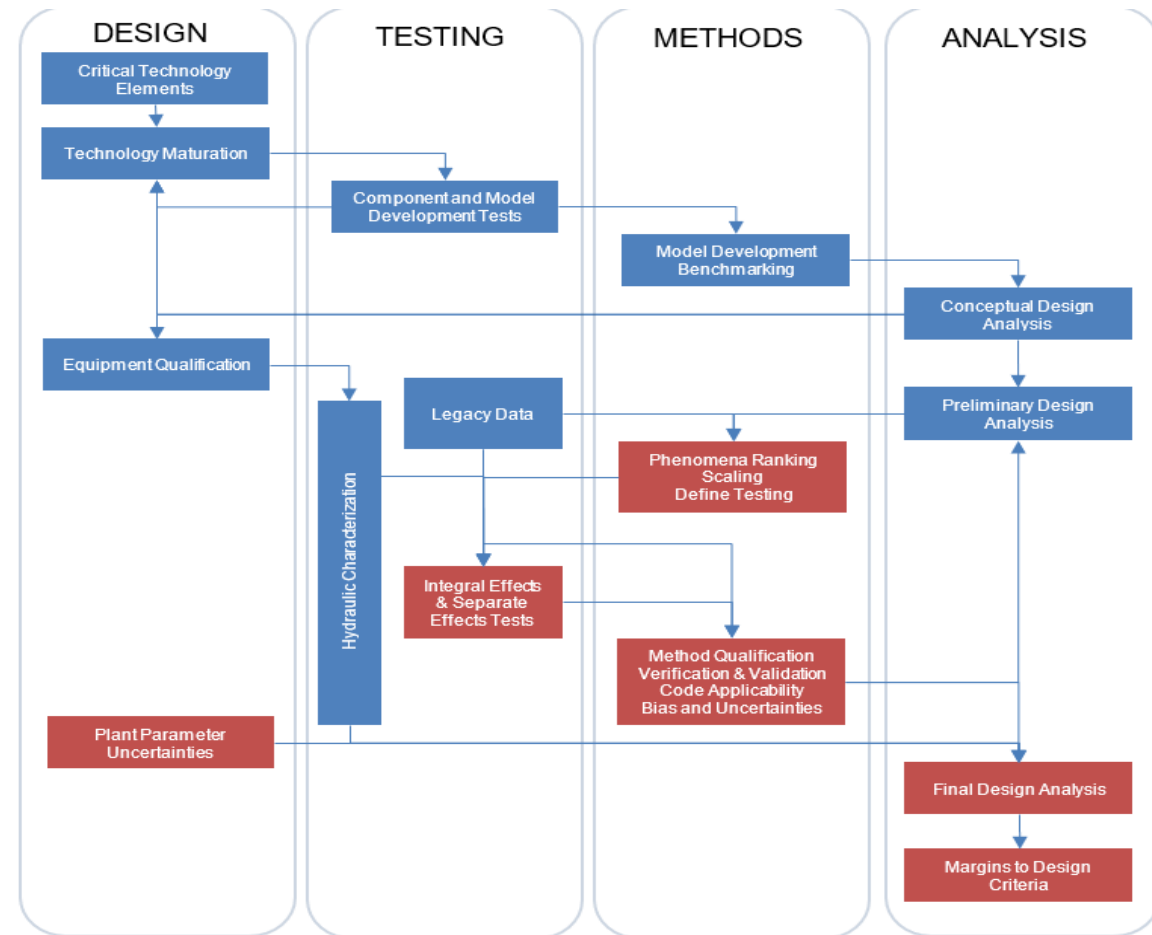 DESIGN
TESTING
METHODS
ANALYSIS
Critical Technology
Elements
Technology Maturation
Component and Model
Development Tests
Model Development
Benchmarking
Conceptual Design
Analysis
Equipment Qualification
Legacy Data
Preliminary Design
Analysis
Hydraulic Characterization
Phenomena Ranking
Scaling
Define Testing
Integral Effects
& Separate
Effects Tests
Method Qualification
Verification & Validation
Code Applicability
Bias and Uncertainties
Plant Parameter
Uncertainties
Final Design Analysis
Margins to Design
Criteria